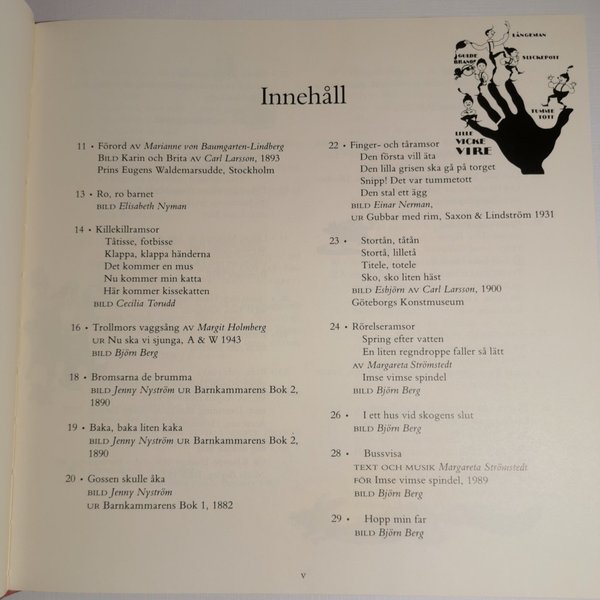 Innehåll
LÅNGEMAN
GULDE
BRAND
SLICKEPOTT
TUMME
TOTT
LILLE
VICKE
VIRE
11 • Förord AV Marianne von Baumgarten-Lindberg
BILD Karin och Brita AV Carl Larsson, 1893
Prins Eugens Waldemarsudde, Stockholm
13 • Ro, ro barnet
BILD Elisabeth Nyman
14 • Killekillramsor
Tåtisse, fotbisse
Klappa, klappa händerna
Det kommer en mus
Nu kommer min katta
Här kommer kissekatten
BILD Cecilia Torudd
16 • Trollmors vaggsång AV Margit Holmberg
UR Nu ska vi sjunga, A & W 1943
BILD Björn Berg
18 • Bromsarna de brumma
BILD Jenny Nyström UR Barnkammarens Bok 2,
1890
19 • Baka, baka liten kaka
BILD Jenny Nyström UR Barnkammarens Bok 2,
1890
20 • Gossen skulle åka
BILD Jenny Nyström
UR Barnkammarens Bok 1, 1882
22 • Finger- och tåramsor
Den första vill äta
Den lilla grisen ska gå på torget
Snipp! Det var tummetott
Den stal ett ägg
BILD Einar Nerman,
UR Gubbar med rim, Saxon & Lindström 1931
23 • Stortån, tåtån
Stortå, lilletå
Titele, totele
Sko, sko liten häst
BILD Esbjörn AV Carl Larsson, 1900
Göteborgs Konstmuseum
24 • Rörelseramsor
Spring efter vatten
En liten regndroppe faller så lätt
AV Margareta Strömstedt
Imse vimse spindel
BILD Björn Berg
26 • I ett hus vid skogens slut
BILD Björn Berg
28 • Bussvisa
TEXT OCH MUSIK Margareta Strömstedt
FÖR Imse vimse spindel, 1989
BILD Björn Berg
29 • Hopp min far
BILD Björn Berg
v